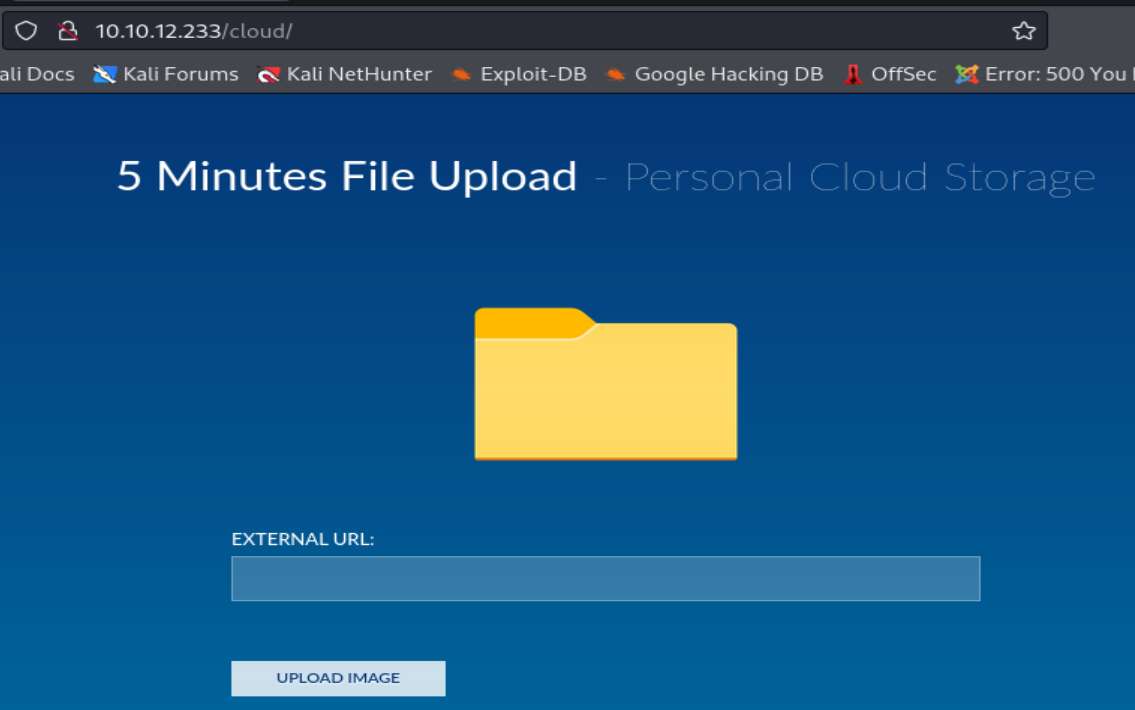 10.10.12.233/cloud/
ali Docs Kali Forums Kali NetHunter Exploit-DB Google Hacking DB OffSec Error: 500 You
5 Minutes File Upload - Personal Cloud Storage
EXTERNAL URL:
UPLOAD IMAGE